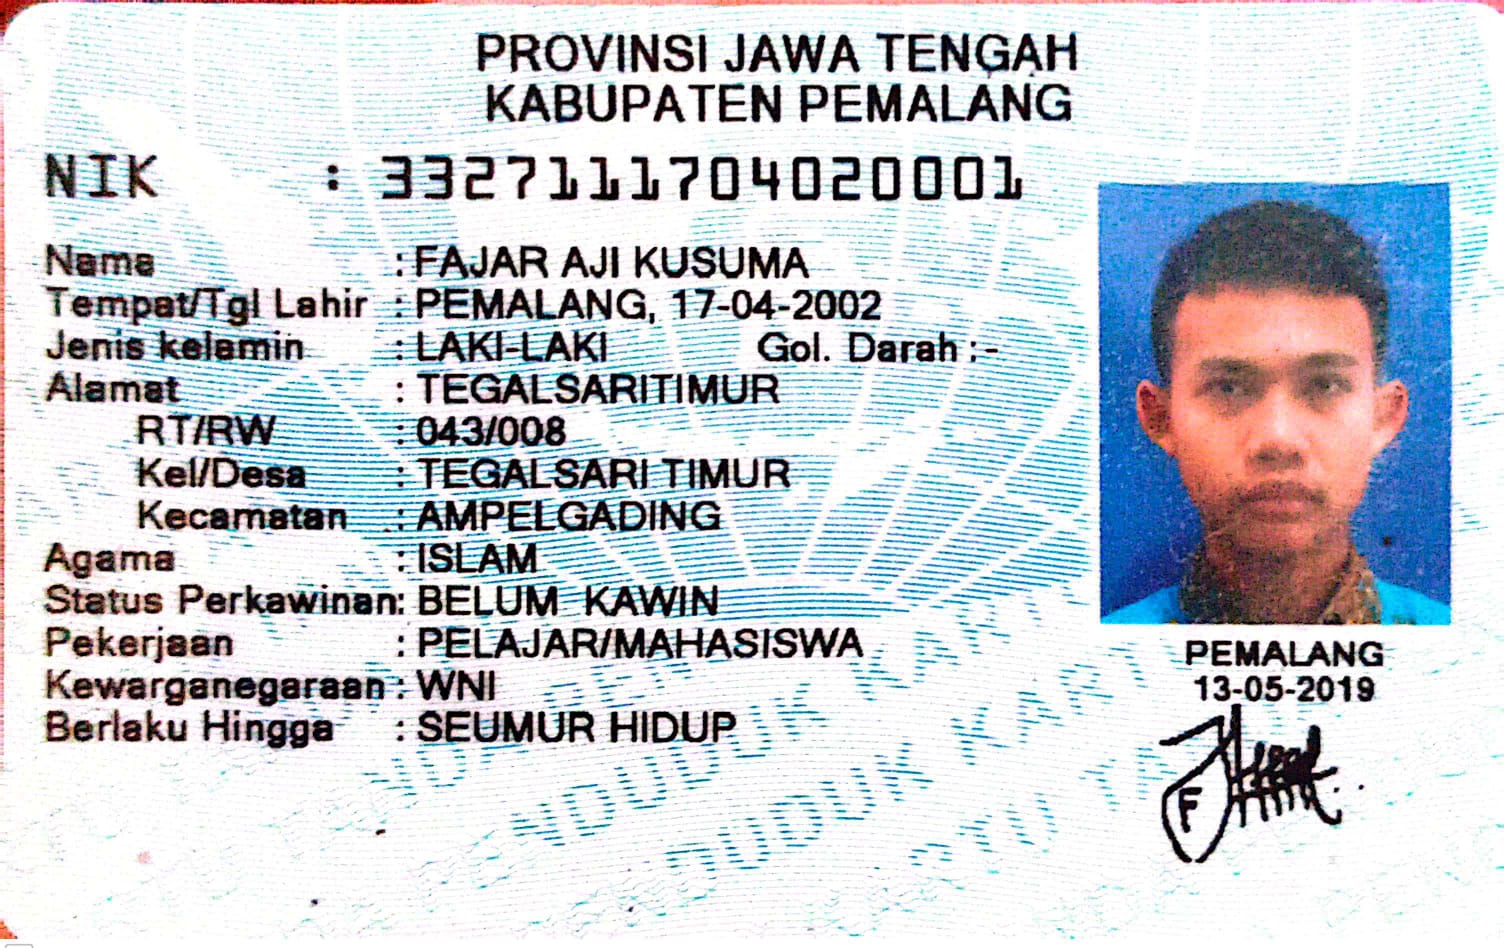 PROVINSI JAWA TENGAH
KABUPATEN PEMALANG
NIK : 3327111704020001
Nama : FAJAR AJI KUSUMA
Tempat/Tgl Lahir : PEMALANG, 17-04-2002
Jenis kelamin : LAKI-LAKI Gol. Darah :-
Alamat : TEGALSARITIMUR
RT/RW : 043/008
Kel/Desa : TEGALSARI TIMUR
Kecamatan : AMPELGADING
Agama : ISLAM
Status Perkawinan: BELUM KAWIN
Pekerjaan : PELAJAR/MAHASISWA
Kewarganegaraan : WNI
Berlaku Hingga : SEUMUR HIDUP
PEMALANG
13-05-2019